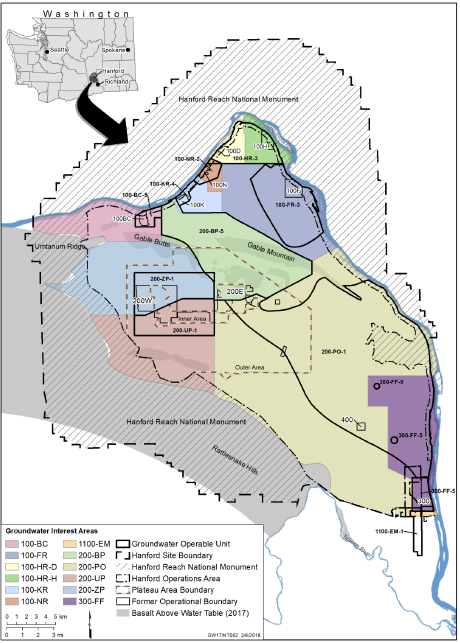 Washington
Seattle
Spokane
Hanford
Richland
Hanford Reach National Monument
100D
100H
100-NR-2
100-HR-3
100-KR-4
100N
100-BC-5
100K
100F
100-FR-3
100BC
200-BP-5
Gable Butte
Gable Mountain
Umtanum Ridge
200-ZP-1
200W
200E
Inner Area
200-UP-1
200-PO-1
Outer Area
300-FF-5
400
300-FF-5
Hanford Reach National Monument
Rattlesnake Hills
300-FF-5
300
Yakima River
1100-EM-1
Groundwater Interest Areas
100-BC
1100-EM
Groundwater Operable Unit
100-FR
200-BP
Hanford Site Boundary
100-HR-D
200-PO
Hanford Reach National Monument
100-HR-H
200-UP
Hanford Operations Area
100-KR
200-ZP
Plateau Area Boundary
100-NR
300-FF
Former Operational Boundary
Basalt Above Water Table (2017)
0 1 2 3 4 5 km
0 1 2 3 mi
GW17INT002 2/6/2018